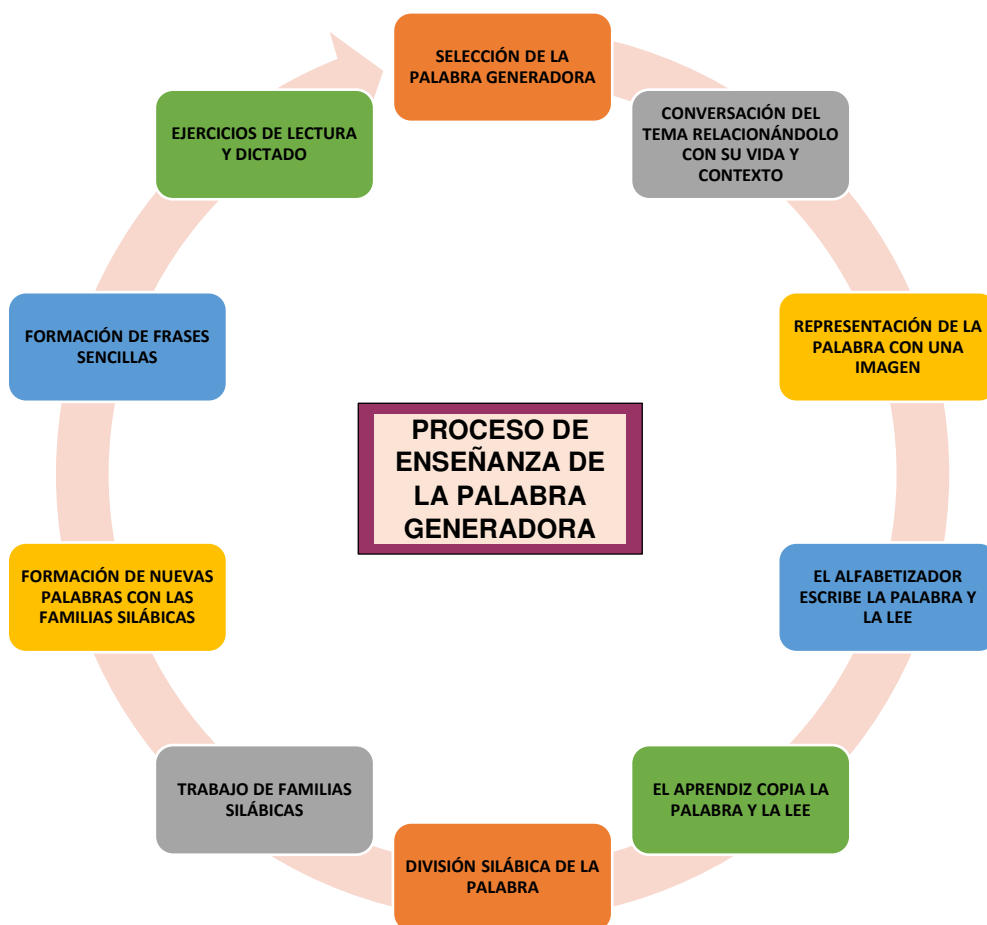 SELECCIÓN DE LA
PALABRA GENERADORA
CONVERSACIÓN DEL
TEMA RELACIONÁNDOLO
CON SU VIDA Y
CONTEXTO
REPRESENTACIÓN DE LA
PALABRA CON UNA
IMAGEN
EL ALFABETIZADOR
ESCRIBE LA PALABRA Y
LA LEE
EL APRENDIZ COPIA LA
PALABRA Y LA LEE
DIVISIÓN SILÁBICA DE LA
PALABRA
TRABAJO DE FAMILIAS
SILÁBICAS
FORMACIÓN DE NUEVAS
PALABRAS CON LAS
FAMILIAS SILÁBICAS
FORMACIÓN DE FRASES
SENCILLAS
EJERCICIOS DE LECTURA
Y DICTADO
PROCESO DE
ENSEÑANZA DE
LA PALABRA
GENERADORA